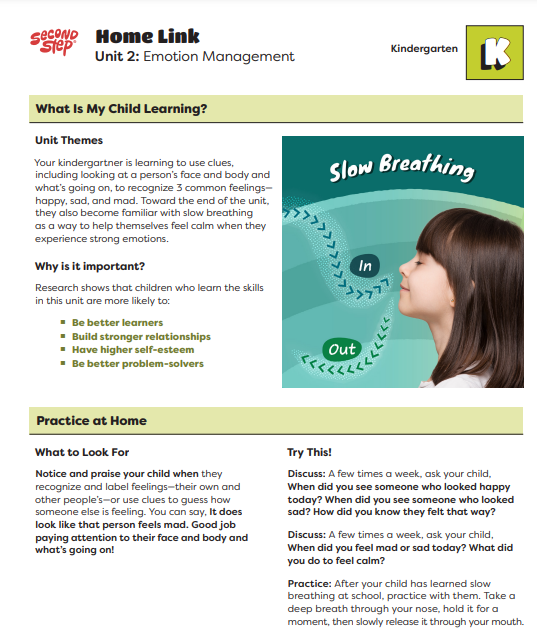 SECOND
STEP®
Home Link
Unit 2: Emotion Management
Kindergarten
K
What Is My Child Learning?
Unit Themes
Your kindergartner is learning to use clues,
including looking at a person's face and body and
what's going on, to recognize 3 common feelings—
happy, sad, and mad. Toward the end of the unit,
they also become familiar with slow breathing
as a way to help themselves feel calm when they
experience strong emotions.
Why is it important?
Research shows that children who learn the skills
in this unit are more likely to:
▪ Be better learners
▪ Build stronger relationships
▪ Have higher self-esteem
▪ Be better problem-solvers
Slow Breathing
In
Out
Practice at Home
What to Look For
Notice and praise your child when they
recognize and label feelings—their own and
other people's—or use clues to guess how
someone else is feeling. You can say, It does
look like that person feels mad. Good job
paying attention to their face and body and
what's going on!
Try This!
Discuss: A few times a week, ask your child,
When did you see someone who looked happy
today? When did you see someone who looked
sad? How did you know they felt that way?
Discuss: A few times a week, ask your child,
When did you feel mad or sad today? What did
you do to feel calm?
Practice: After your child has learned slow
breathing at school, practice with them. Take a
deep breath through your nose, hold it for a
moment, then slowly release it through your mouth.